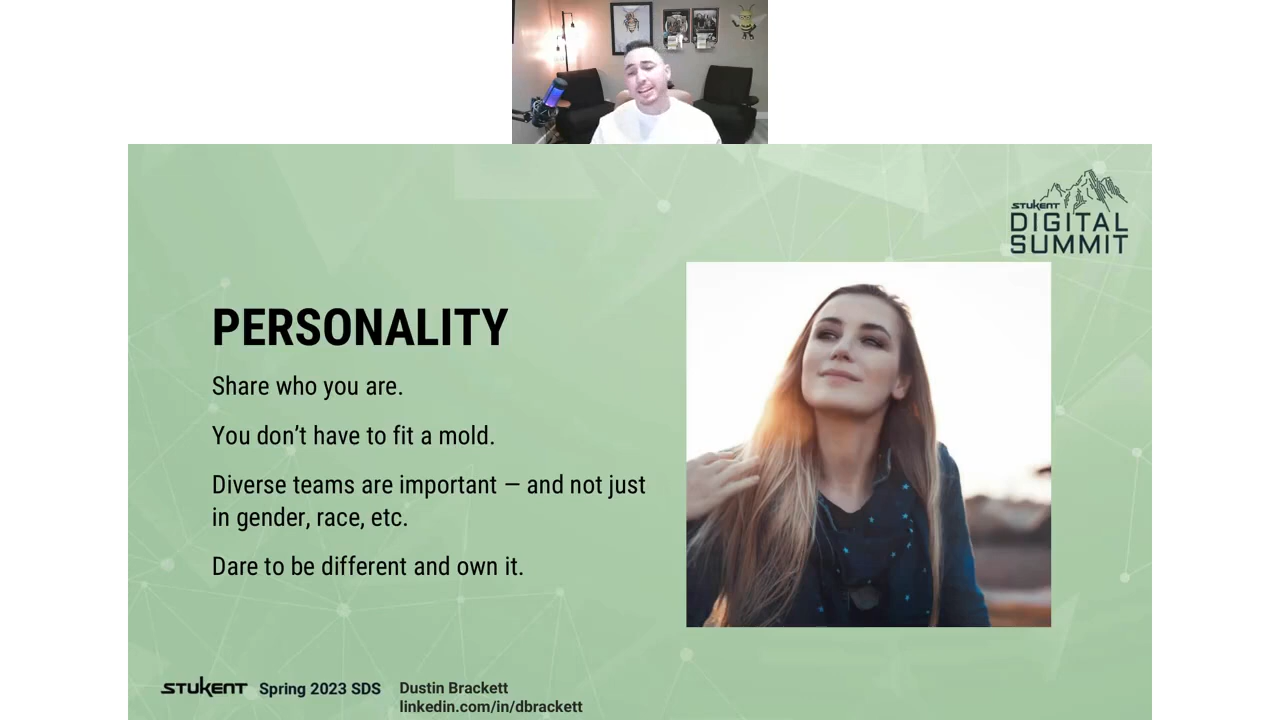 STUKENT
DIGITAL
SUMMIT
PERSONALITY
Share who you are.
You don’t have to fit a mold.
Diverse teams are important — and not just
in gender, race, etc.
Dare to be different and own it.
STUKENT Spring 2023 SDS
Dustin Brackett
linkedin.com/in/dbrackett